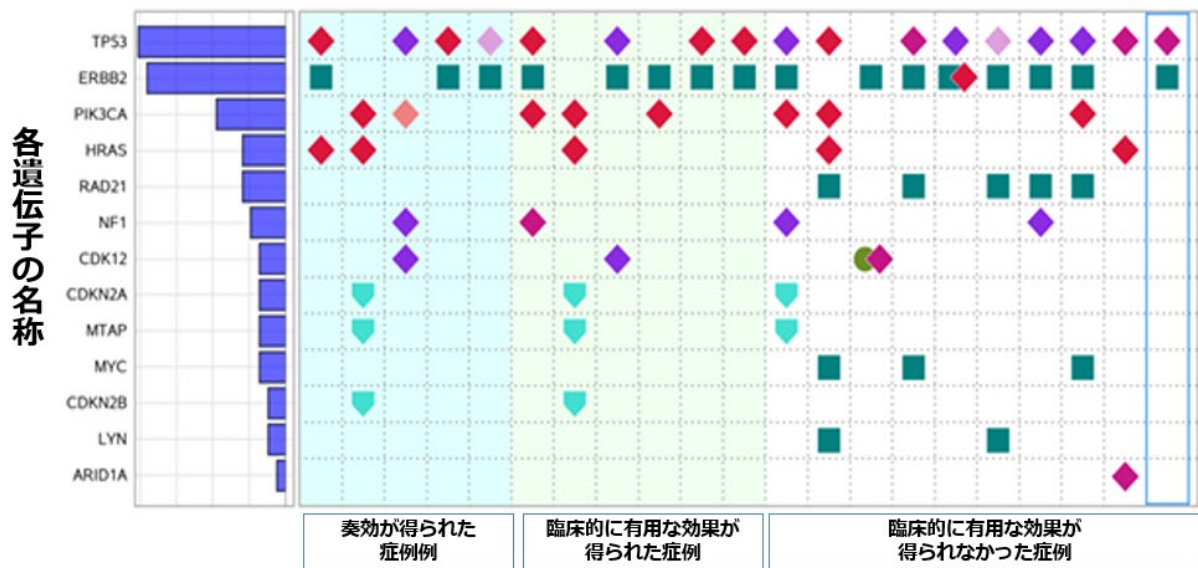 各遺伝子の名称
TP53
ERBB2
PIK3CA
HRAS
RAD21
NF1
CDK12
CDKN2A
MTAP
MYC
CDKN2B
LYN
ARID1A
奏効が得られた
症例例
臨床的に有用な効果が
得られた症例
臨床的に有用な効果が
得られなかった症例